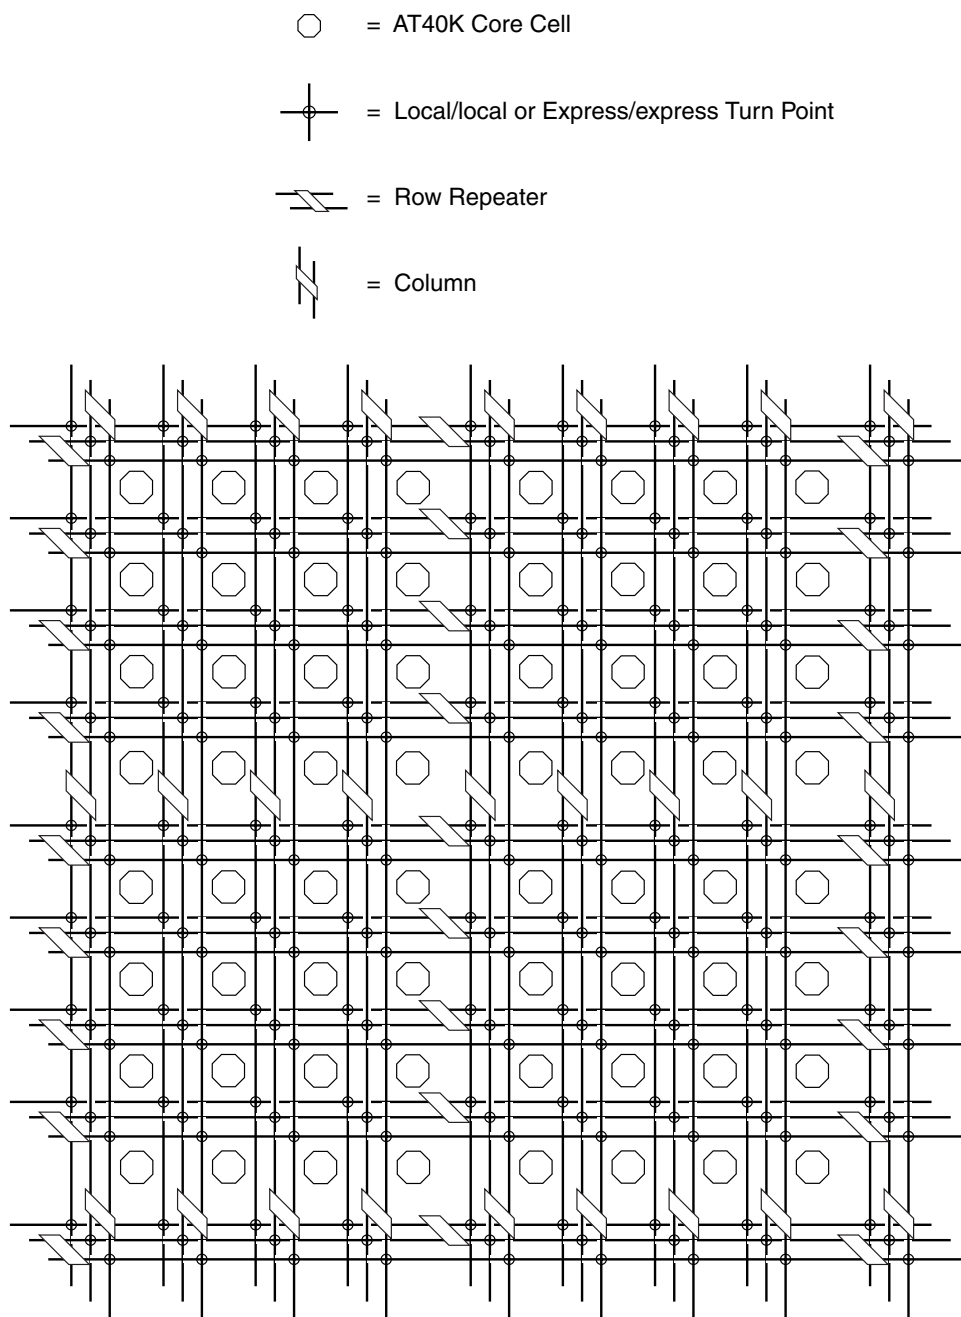 = AT40K Core Cell
= Local/local or Express/express Turn Point
= Row Repeater
= Column